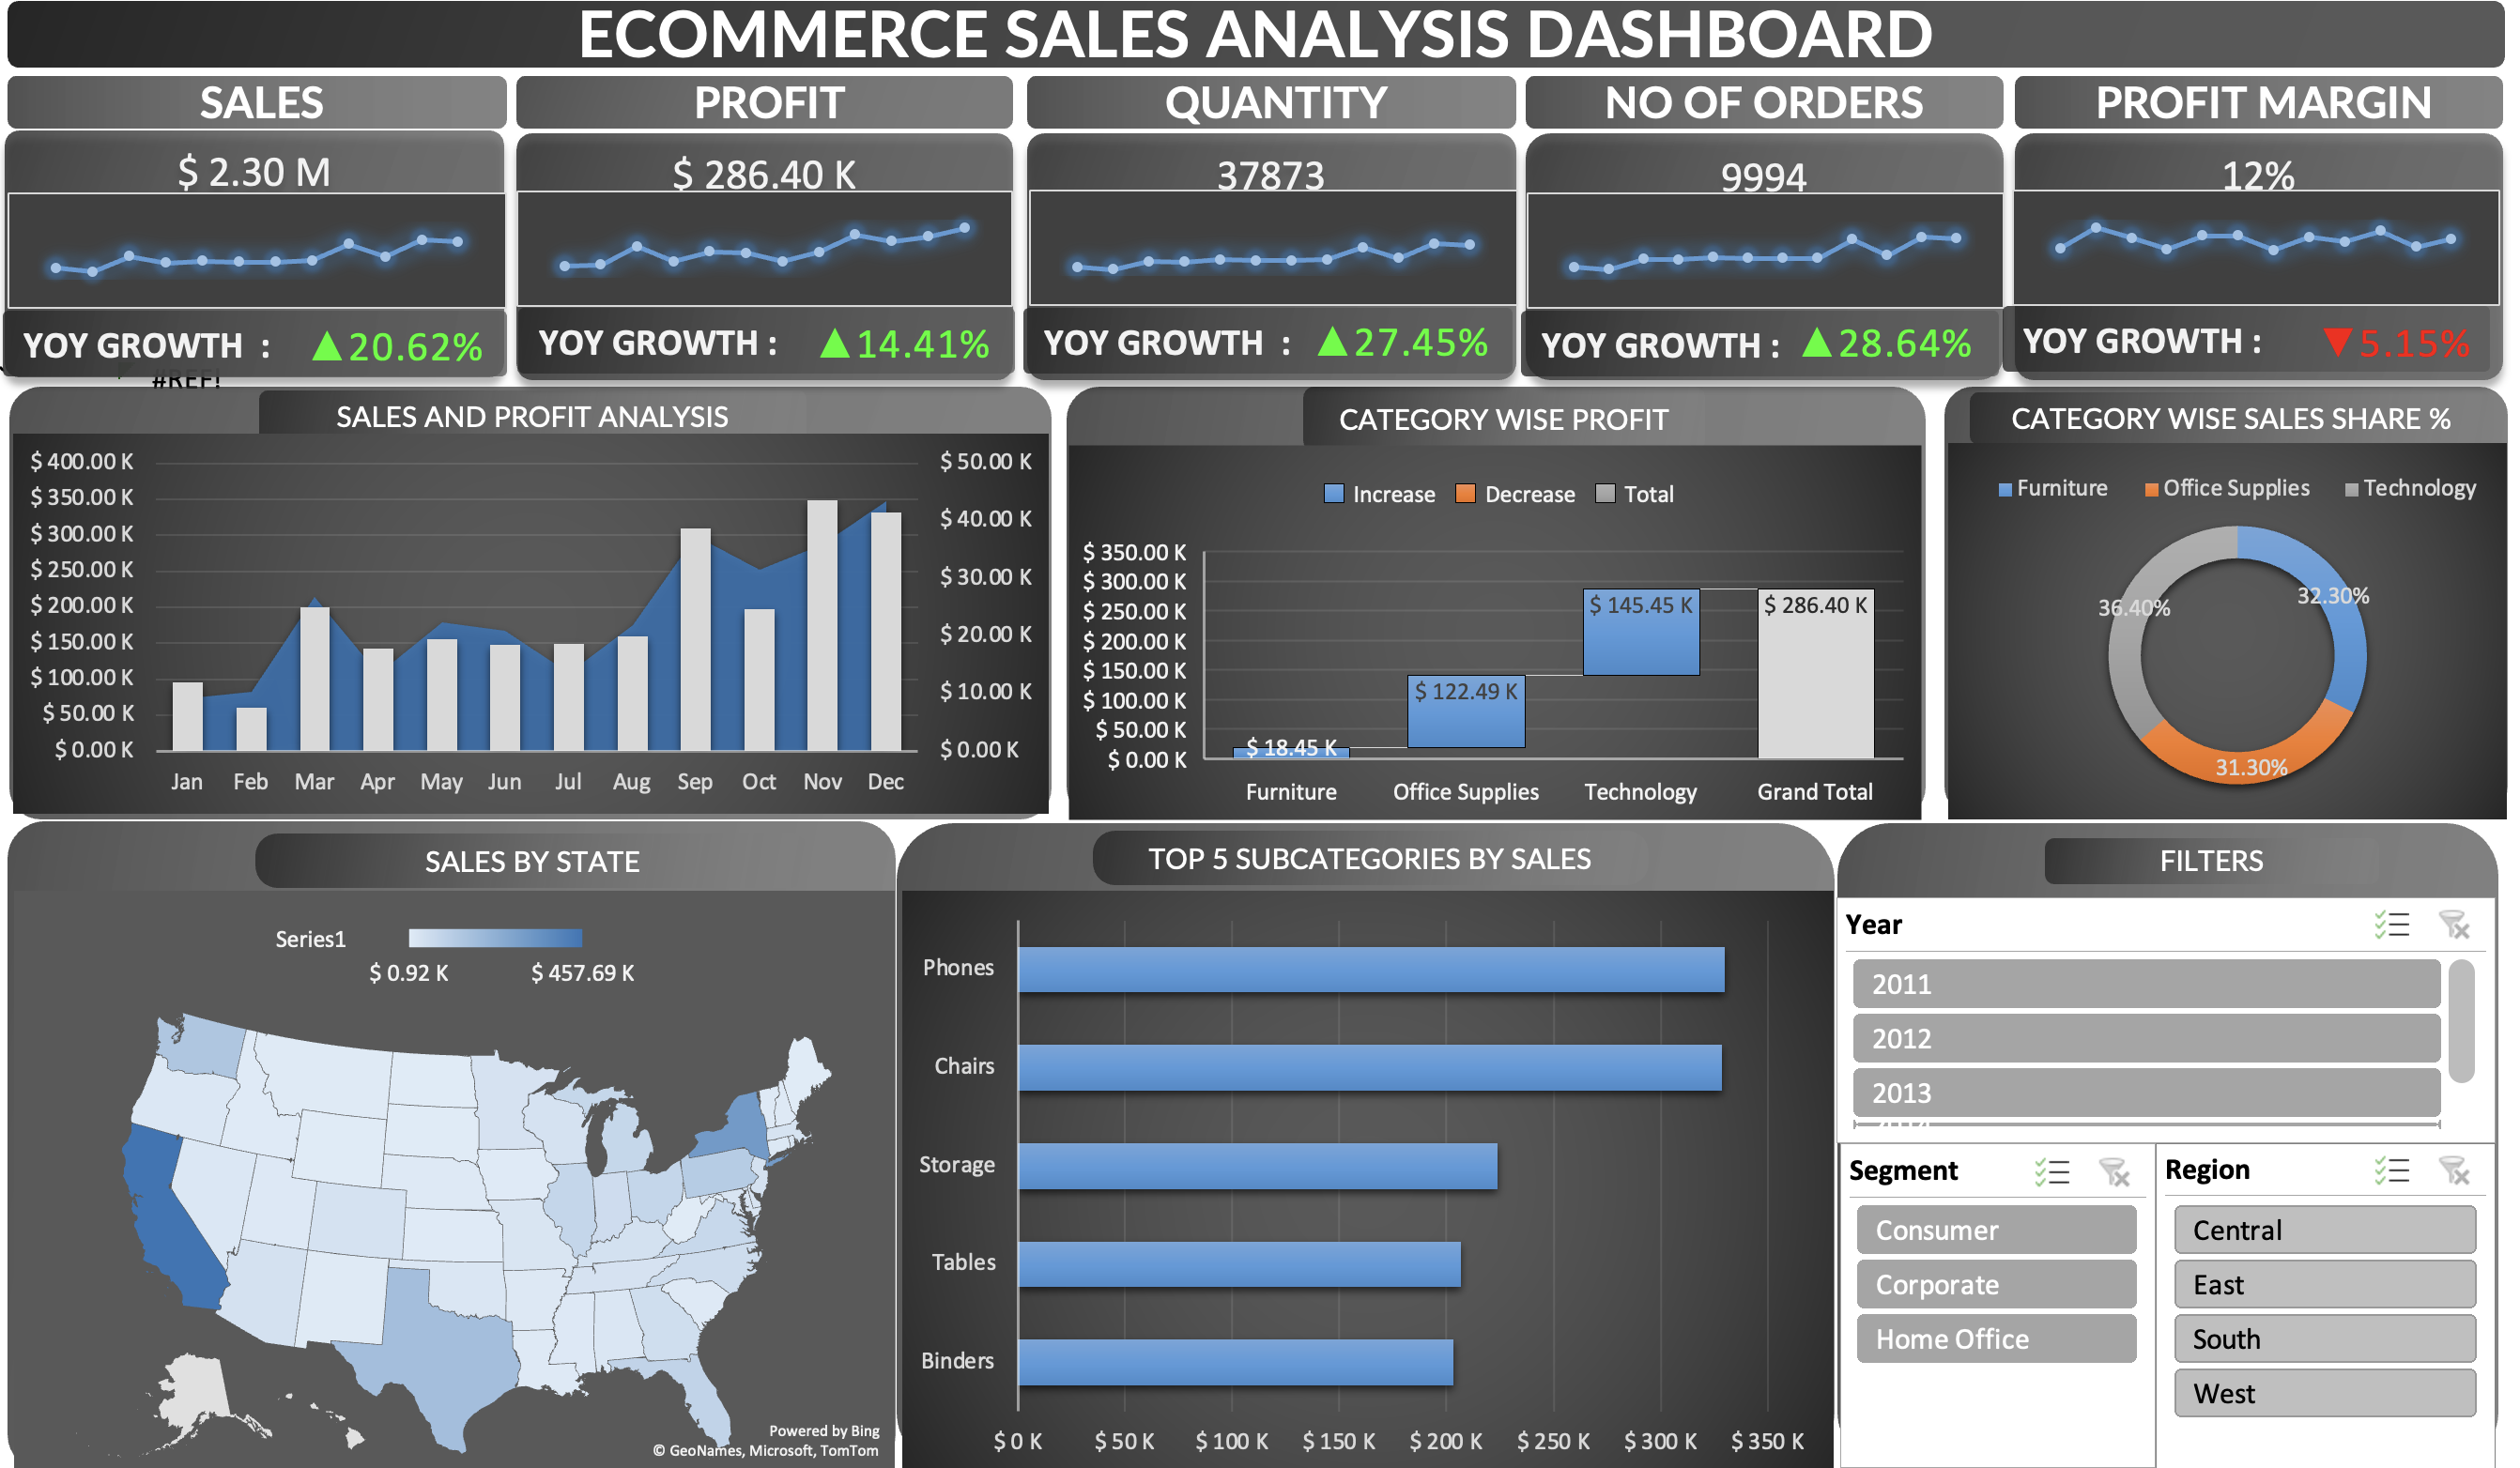 ECOMMERCE SALES ANALYSIS DASHBOARD
SALES
$ 2.30 M
YOY GROWTH : ▲20.62%
#REF!
PROFIT
$ 286.40 K
YOY GROWTH : ▲14.41%
QUANTITY
37873
YOY GROWTH : ▲27.45%
NO OF ORDERS
9994
YOY GROWTH : ▲28.64%
PROFIT MARGIN
12%
YOY GROWTH : ▼5.15%
SALES AND PROFIT ANALYSIS
$ 400.00 K
$ 350.00 K
$ 300.00 K
$ 250.00 K
$ 200.00 K
$ 150.00 K
$ 100.00 K
$ 50.00 K
$ 0.00 K
$ 50.00 K
$ 40.00 K
$ 30.00 K
$ 20.00 K
$ 10.00 K
$ 0.00 K
Jan Feb Mar Apr May Jun Jul Aug Sep Oct Nov Dec
CATEGORY WISE PROFIT
Increase Decrease Total
$ 350.00 K
$ 300.00 K
$ 250.00 K
$ 200.00 K
$ 150.00 K
$ 100.00 K
$ 50.00 K
$ 0.00 K
$ 18.45 K
$ 122.49 K
$ 145.45 K
$ 286.40 K
Furniture Office Supplies Technology Grand Total
CATEGORY WISE SALES SHARE %
Furniture Office Supplies Technology
36.40%
32.30%
31.30%
SALES BY STATE
Series1
$ 0.92 K $ 457.69 K
Powered by Bing
© GeoNames, Microsoft, TomTom
TOP 5 SUBCATEGORIES BY SALES
Phones
Chairs
Storage
Tables
Binders
$ 0 K $ 50 K $ 100 K $ 150 K $ 200 K $ 250 K $ 300 K $ 350 K
FILTERS
Year
2011
2012
2013
Segment
Consumer
Corporate
Home Office
Region
Central
East
South
West